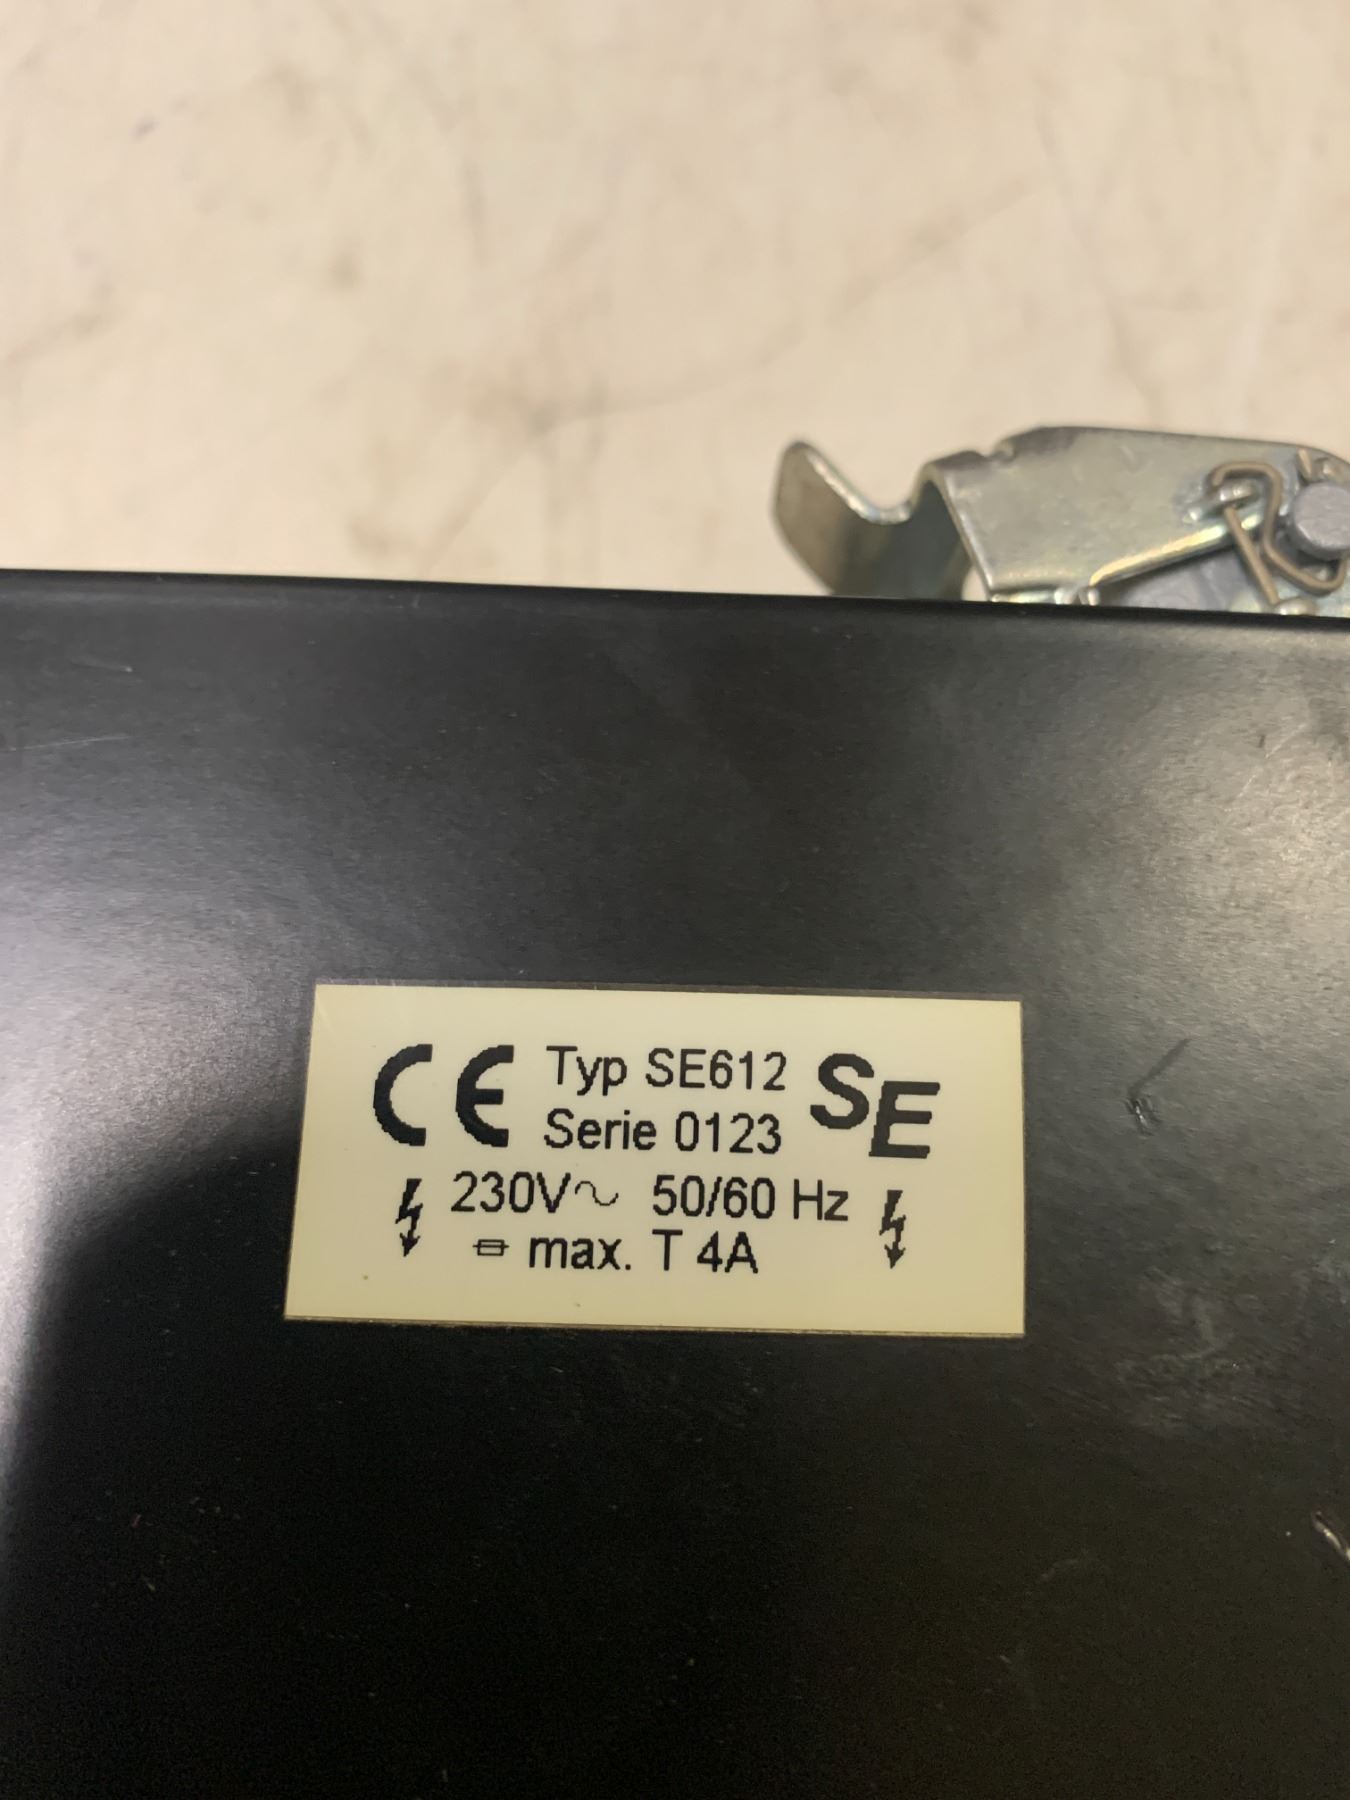 CE Typ SE612 SE
Serie 0123
230V~ 50/60 Hz
max. T 4A